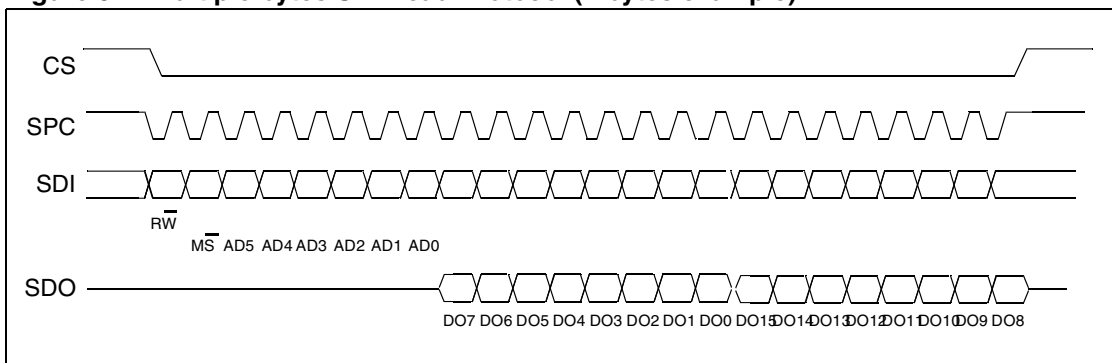 CS
SPC
SDI
RW
MS AD5 AD4 AD3 AD2 AD1 AD0
SDO
DO7 DO6 DO5 DO4 DO3 DO2 DO1 DO0 DO15 DO14 DO13 DO12 DO11 DO10 DO9 DO8